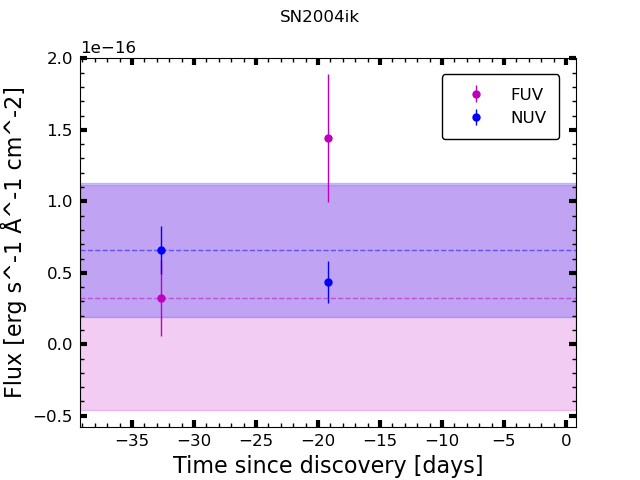 SN2004ik
1e−16
2.0
1.5
1.0
0.5
0.0
−0.5
Flux [erg s^-1 Å^-1 cm^-2]
FUV
NUV
−35 −30 −25 −20 −15 −10 −5 0
Time since discovery [days]